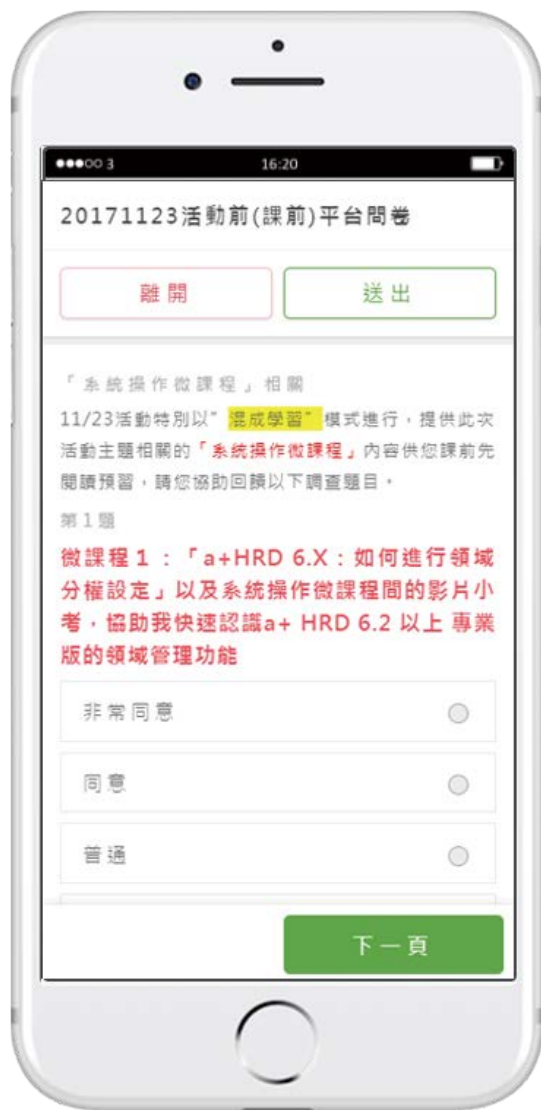 ●●●○○ 3 16:20
20171123活動前(課前)平台問卷
離開 送出
「系統操作微課程」相關
11/23活動特別以”混成學習”模式進行，提供此次
活動主題相關的「系統操作微課程」內容供您課前先
閱讀預習，請您協助回饋以下調查題目。
第1題
微課程1：「a+HRD 6.X：如何進行領域
分權設定」以及系統操作微課程間的影片小
考，協助我快速認識a+ HRD 6.2 以上 專業
版的領域管理功能
非常同意
同意
普通
下一頁